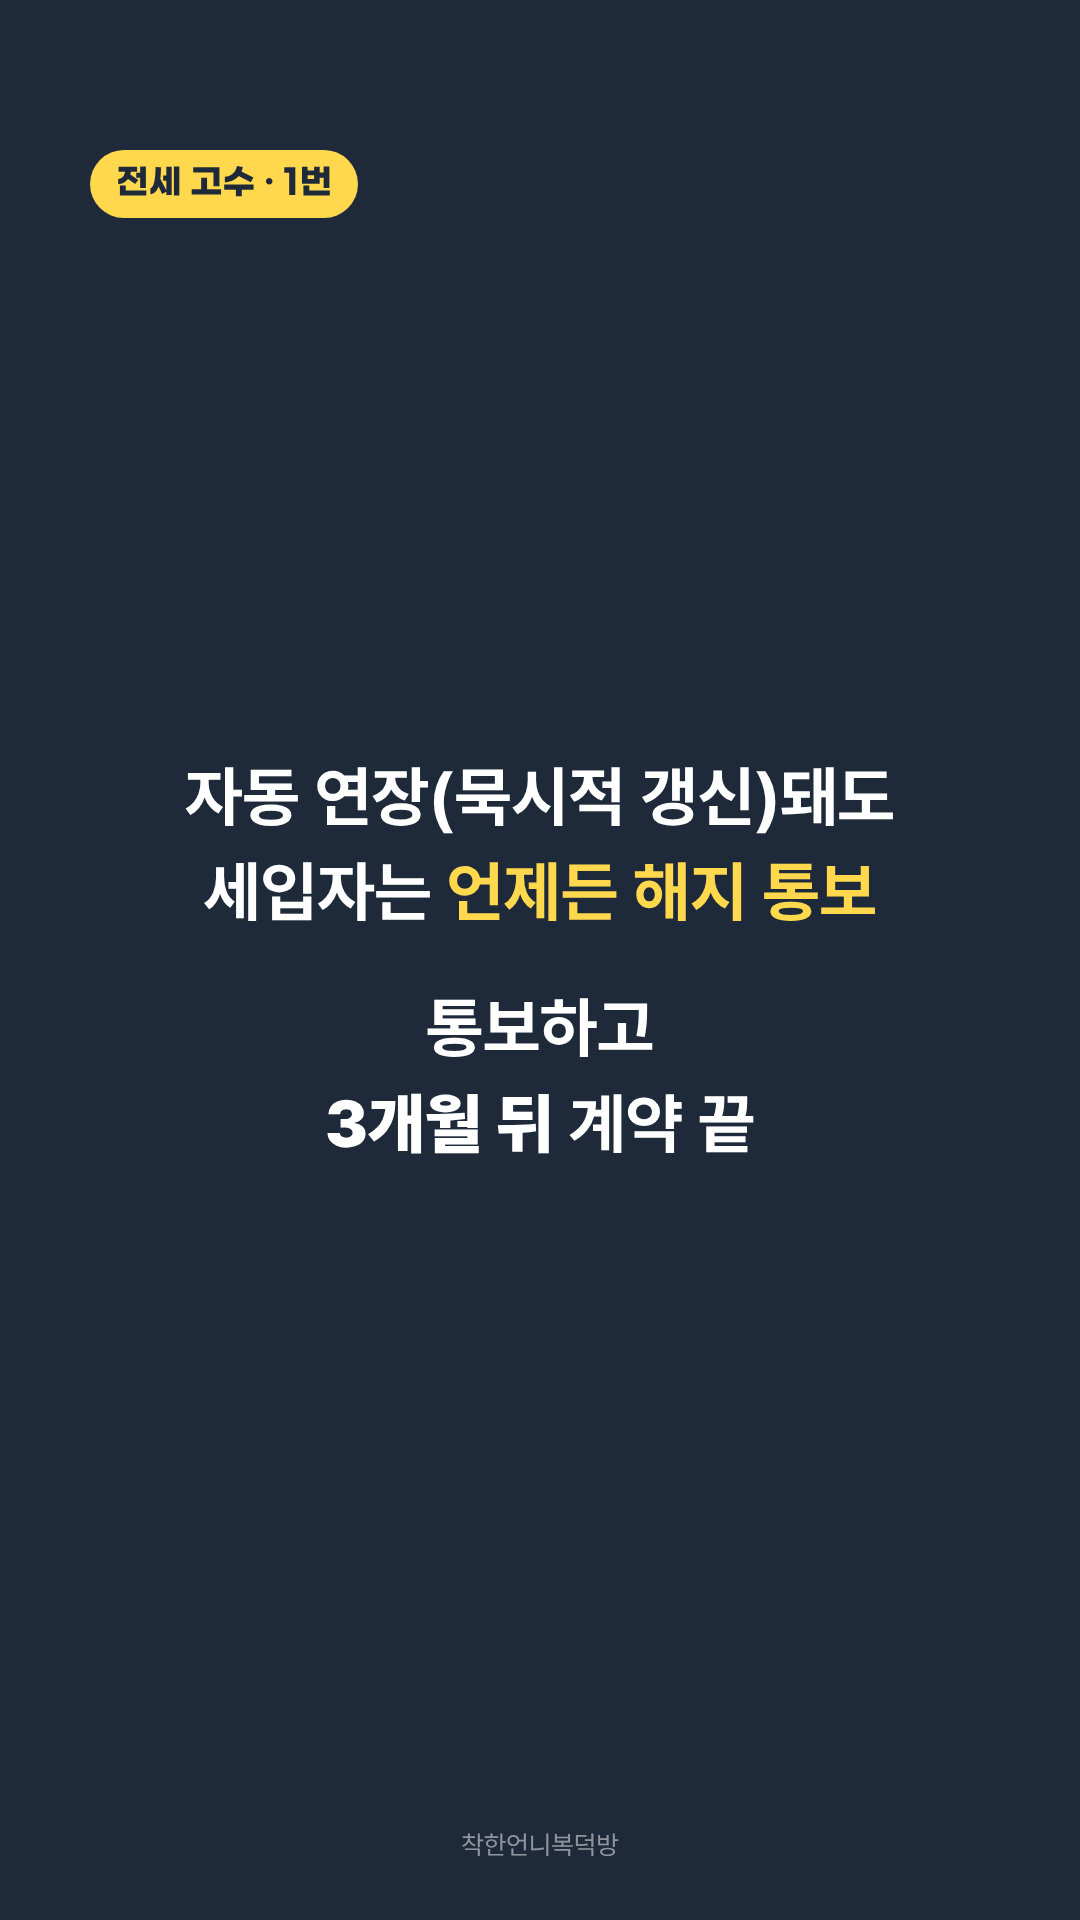 전세 고수 · 1번
자동 연장(묵시적 갱신)돼도
세입자는 언제든 해지 통보
통보하고
3개월 뒤 계약 끝
착한언니복덕방